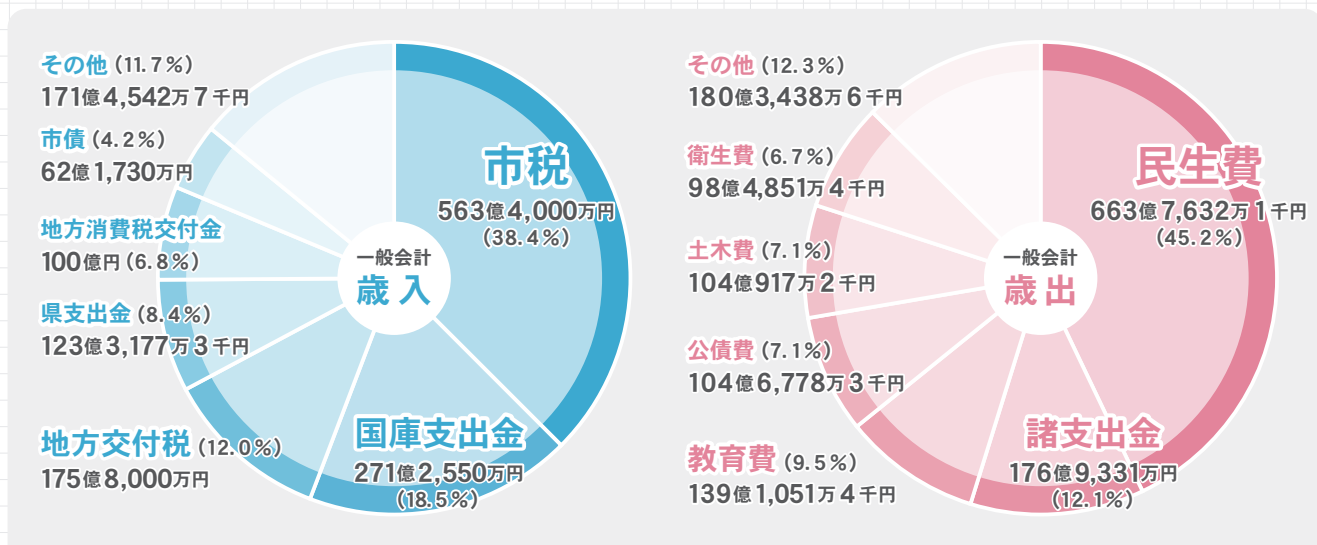 その他(11.7%)
171億4,542万7千円
市債(4.2%)
62億1,730万円
地方消費税交付金
100億円(6.8%)
県支出金(8.4%)
123億3,177万3千円
地方交付税(12.0%)
175億8,000万円
市税
563億4,000万円
(38.4%)
国庫支出金
271億2,550万円
(18.5%)
一般会計
歳入
その他(12.3%)
180億3,438万6千円
衛生費(6.7%)
98億4,851万4千円
土木費(7.1%)
104億917万2千円
公債費(7.1%)
104億6,778万3千円
教育費(9.5%)
139億1,051万4千円
民生費
663億7,632万1千円
(45.2%)
諸支出金
176億9,331万円
(12.1%)
一般会計
歳出